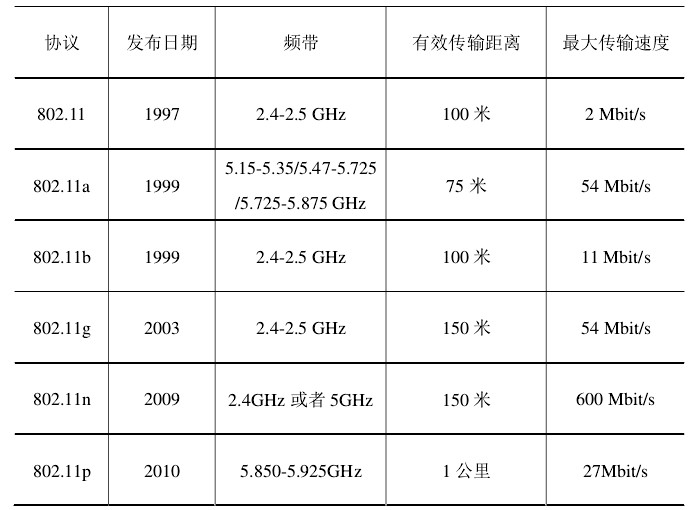 协议 发布日期 频带 有效传输距离 最大传输速度
802.11 1997 2.4-2.5 GHz 100 米 2 Mbit/s
802.11a 1999 5.15-5.35/5.47-5.725 75 米 54 Mbit/s
/5.725-5.875 GHz
802.11b 1999 2.4-2.5 GHz 100 米 11 Mbit/s
802.11g 2003 2.4-2.5 GHz 150 米 54 Mbit/s
802.11n 2009 2.4GHz 或者 5GHz 150 米 600 Mbit/s
802.11p 2010 5.850-5.925GHz 1 公里 27Mbit/s